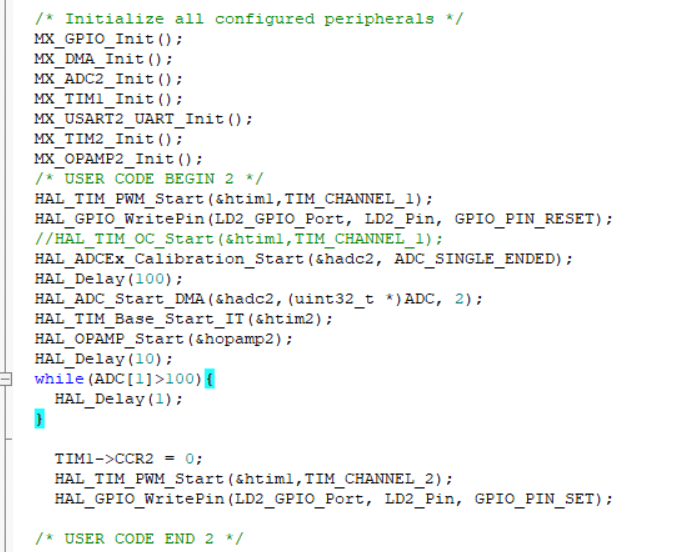 /* Initialize all configured peripherals */
MX_GPIO_Init();
MX_DMA_Init();
MX_ADC2_Init();
MX_TIM1_Init();
MX_USART2_UART_Init();
MX_TIM2_Init();
MX_OPAMP2_Init();
/* USER CODE BEGIN 2 */
HAL_TIM_PWM_Start(&htim1,TIM_CHANNEL_1);
HAL_GPIO_WritePin(LD2_GPIO_Port, LD2_Pin, GPIO_PIN_RESET);
//HAL_TIM_OC_Start(&htim1,TIM_CHANNEL_1);
HAL_ADCEx_Calibration_Start(&hadc2, ADC_SINGLE_ENDED);
HAL_Delay(100);
HAL_ADC_Start_DMA(&hadc2,(uint32_t *)ADC, 2);
HAL_TIM_Base_Start_IT(&htim2);
HAL_OPAMP_Start(&hopamp2);
HAL_Delay(10);
while(ADC[1]>100){
HAL_Delay(1);
}
TIM1->CCR2 = 0;
HAL_TIM_PWM_Start(&htim1,TIM_CHANNEL_2);
HAL_GPIO_WritePin(LD2_GPIO_Port, LD2_Pin, GPIO_PIN_SET);
/* USER CODE END 2 */